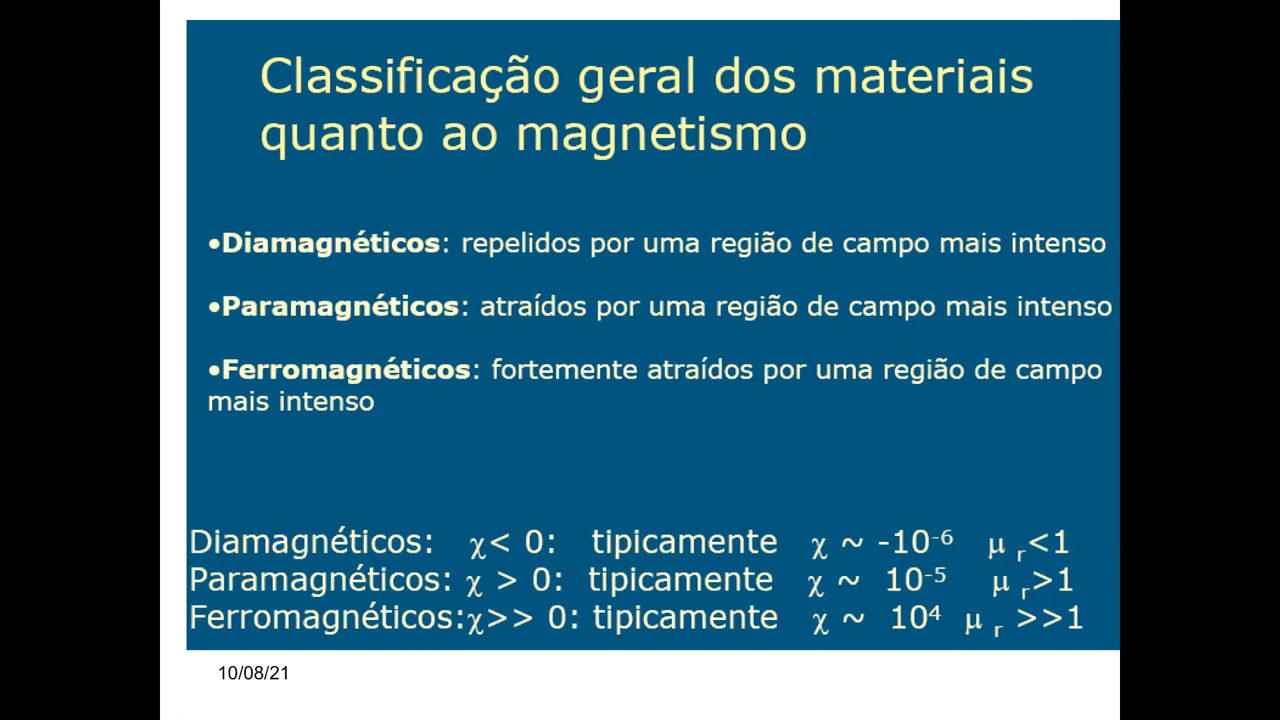 Classificação geral dos materiais
quanto ao magnetismo
•Diamagnéticos: repelidos por uma região de campo mais intenso
•Paramagnéticos: atraídos por uma região de campo mais intenso
•Ferromagnéticos: fortemente atraídos por uma região de campo
mais intenso
Diamagnéticos: χ< 0: tipicamente χ ~ -10⁻⁶ μ ᵣ<1
Paramagnéticos: χ > 0: tipicamente χ ~ 10⁻⁵ μ ᵣ>1
Ferromagnéticos:χ>> 0: tipicamente χ ~ 10⁴ μ ᵣ >>1
10/08/21